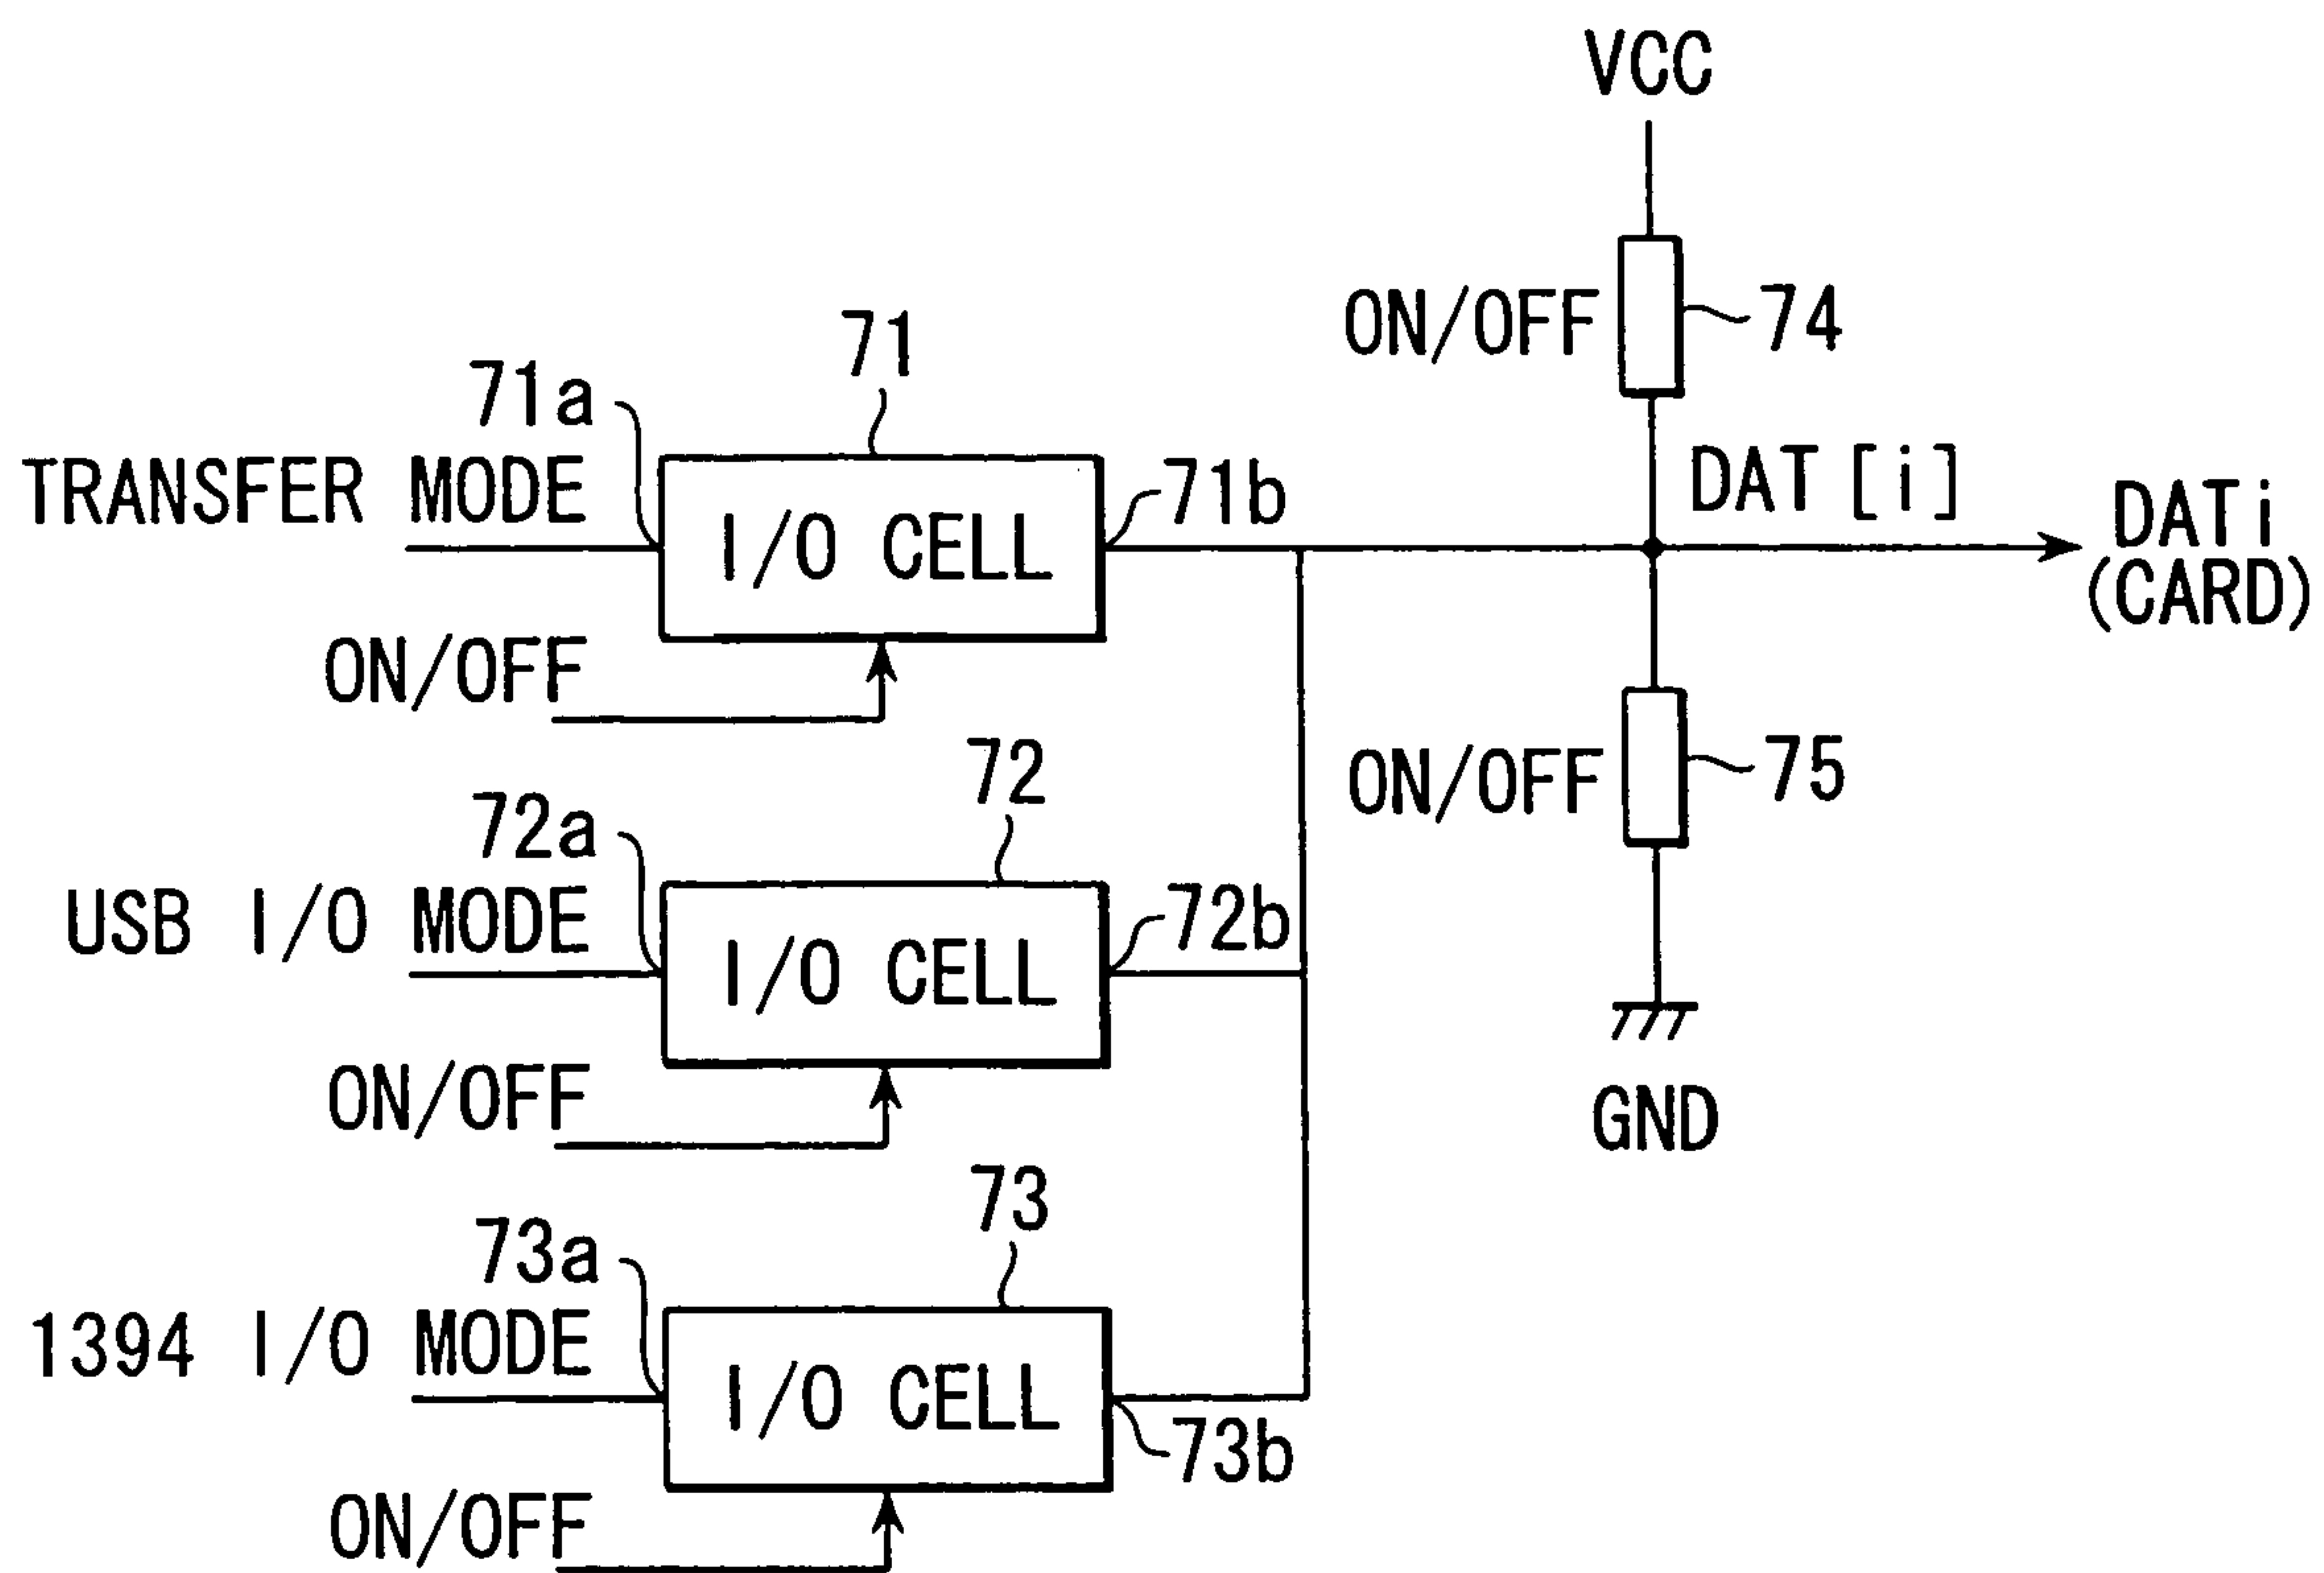 VCC
ON/OFF
74
71
71a
TRANSFER MODE
I/O CELL
71b
DAT [i]
DATi
(CARD)
ON/OFF
72
ON/OFF
75
72a
USB I/O MODE
I/O CELL
72b
ON/OFF
GND
73
73a
1394 I/O MODE
I/O CELL
73b
ON/OFF